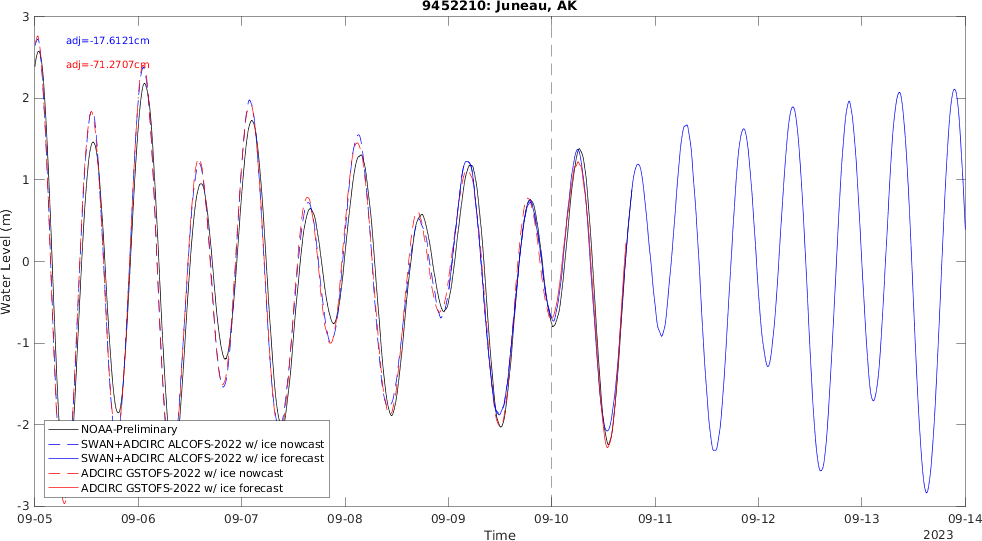 9452210: Juneau, AK
adj=-17.6121cm
adj=-71.2707cm
Water Level (m)
3
2
1
0
-1
-2
-3
NOAA-Preliminary
SWAN+ADCIRC ALCOFS-2022 w/ ice nowcast
SWAN+ADCIRC ALCOFS-2022 w/ ice forecast
ADCIRC GSTOFS-2022 w/ ice nowcast
ADCIRC GSTOFS-2022 w/ ice forecast
09-05 09-06 09-07 09-08 09-09 09-10 09-11 09-12 09-13 09-14
Time
2023